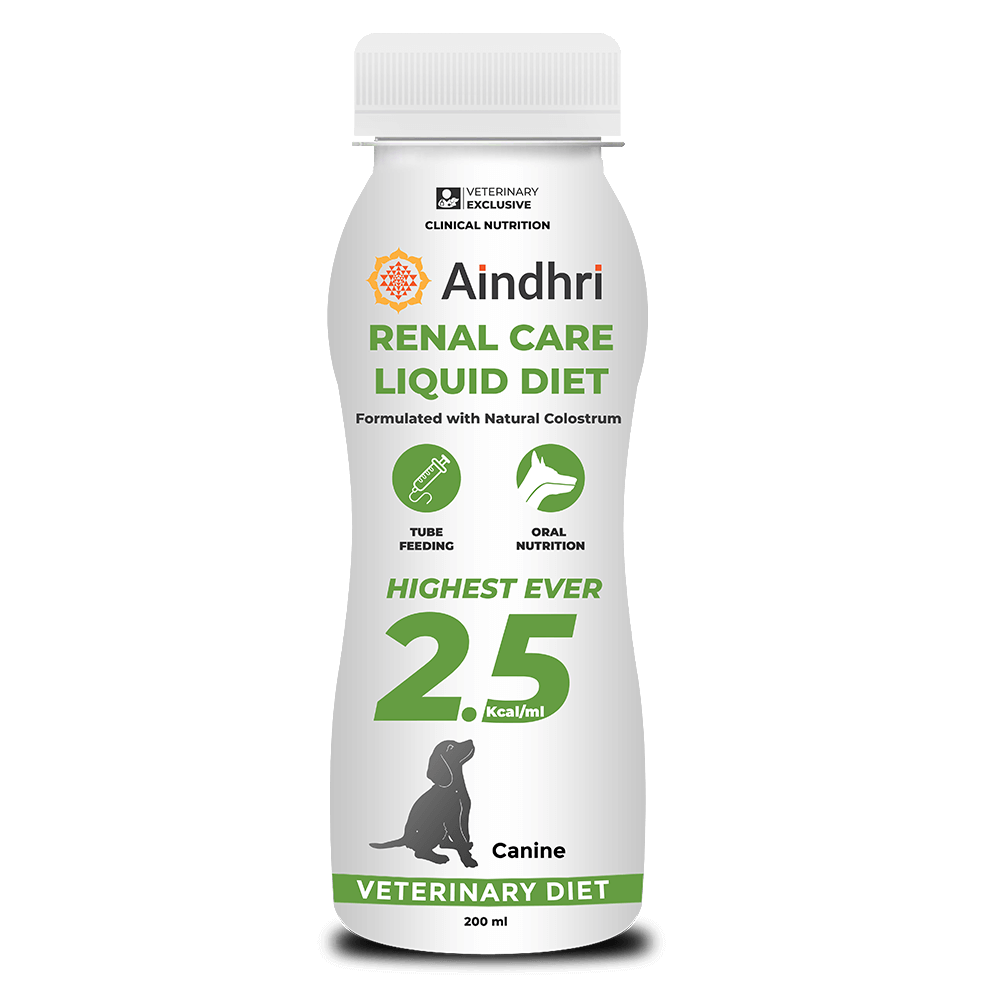 VETERINARY
EXCLUSIVE
CLINICAL NUTRITION
Aindhri
RENAL CARE
LIQUID DIET
Formulated with Natural Colostrum
TUBE
FEEDING
ORAL
NUTRITION
HIGHEST EVER
2.5
Kcal/ml
Canine
VETERINARY DIET
200 ml